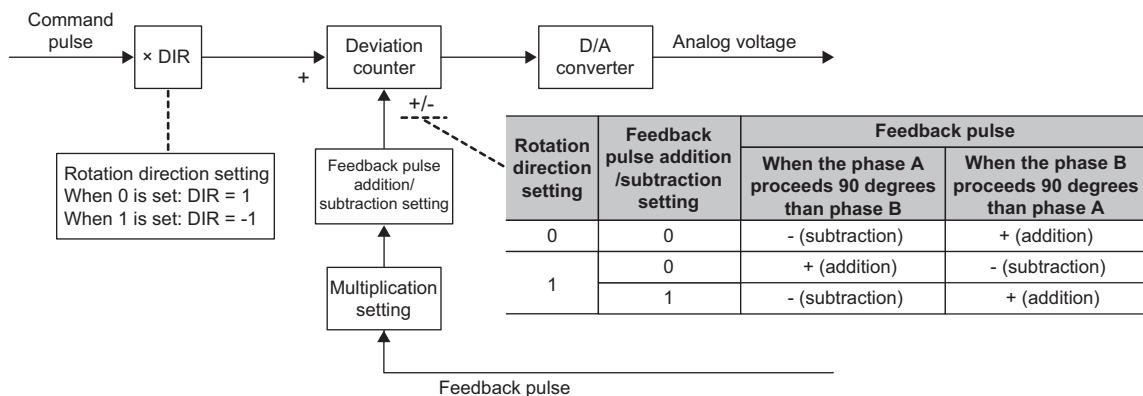 Command
pulse
× DIR
+
Deviation
counter
D/A
converter
Analog voltage
+/-
Rotation direction setting
When 0 is set: DIR = 1
When 1 is set: DIR = -1
Feedback pulse
addition/
subtraction setting
Multiplication
setting
Feedback pulse
Rotation
direction
setting
Feedback
pulse addition
/subtraction
setting
Feedback pulse
When the phase A
proceeds 90 degrees
than phase B
When the phase B
proceeds 90 degrees
than phase A
0
0
- (subtraction)
+ (addition)
1
0
+ (addition)
- (subtraction)
1
- (subtraction)
+ (addition)